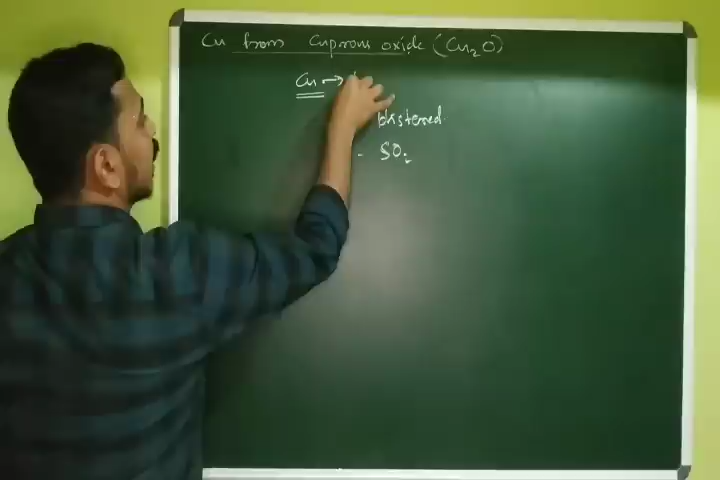 Cu from Cuprous oxide (Cu2O)
Cu →
blistered
- SO2